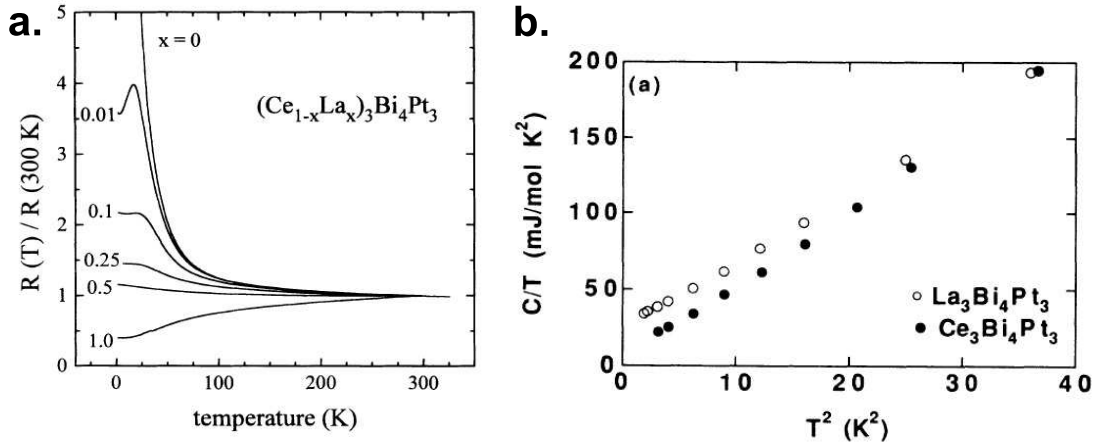 a.
5
4
3
2
1
0
R (T) / R (300 K)
x = 0
0.01
0.1
0.25
0.5
1.0
(Ce₁₋ₓLaₓ)₃Bi₄Pt₃
0 100 200 300
temperature (K)
b.
(a)
200
150
100
50
0
C/T (mJ/mol K²)
○ La₃Bi₄Pt₃
● Ce₃Bi₄Pt₃
0 10 20 30 40
T² (K²)